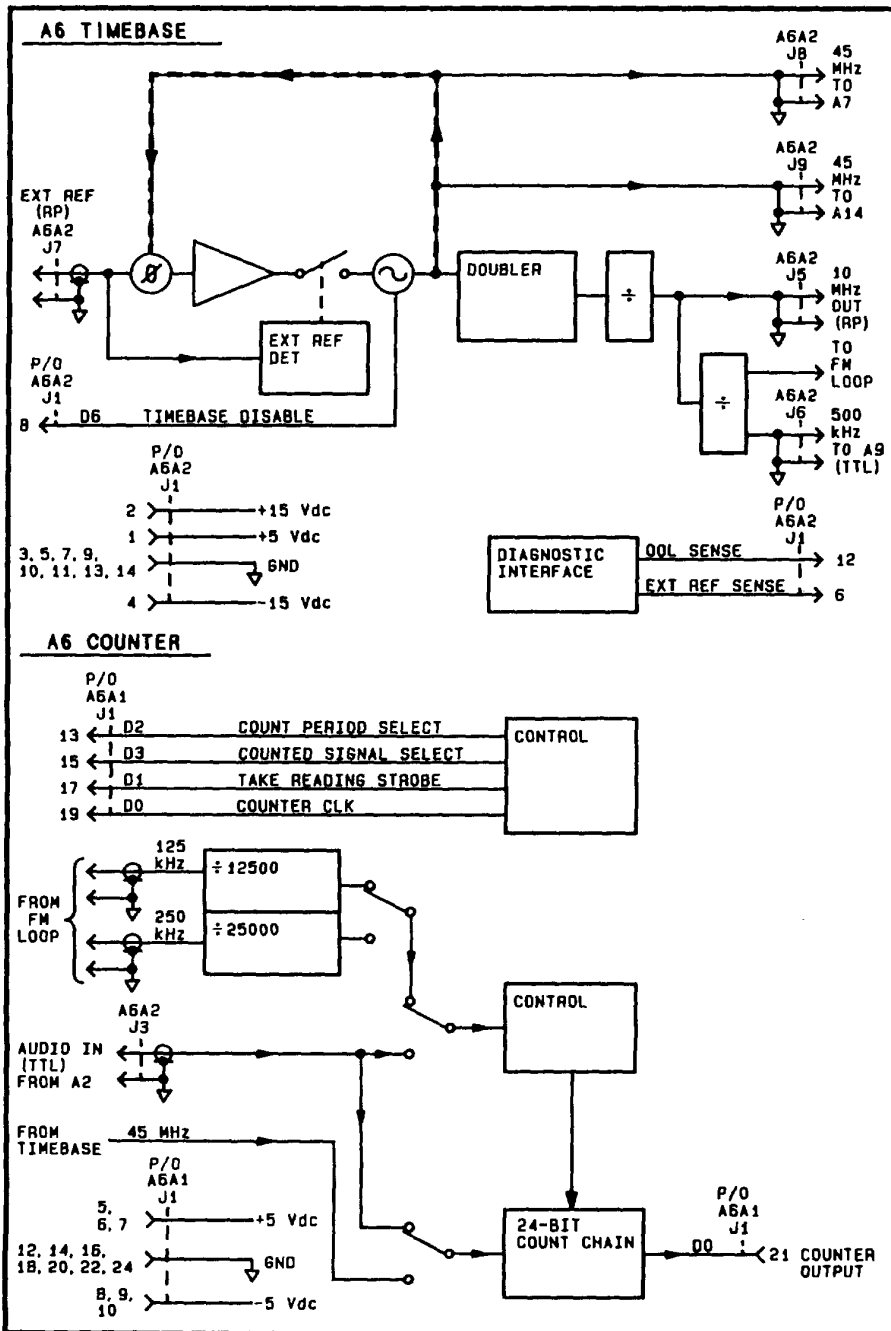 A6 TIMEBASE
A6A2
J8
45
MHz
TO
A7
A6A2
J9
45
MHz
TO
A14
EXT REF
(RP)
A6A2
J7
Ø
DOUBLER
÷
A6A2
J5
10
MHz
OUT
(RP)
EXT REF
DET
TO
FM
LOOP
÷
A6A2
J6
500
kHz
TO A9
(TTL)
P/O
A6A2
J1
8 D6 TIMEBASE DISABLE
P/O
A6A2
J1
2 +15 Vdc
1 +5 Vdc
3, 5, 7, 9,
10, 11, 13, 14 GND
4 -15 Vdc
DIAGNOSTIC
INTERFACE
P/O
A6A2
J1
OOL SENSE 12
EXT REF SENSE 6
A6 COUNTER
P/O
A6A1
J1
13 D2 COUNT PERIOD SELECT
15 D3 COUNTED SIGNAL SELECT
17 D1 TAKE READING STROBE
19 D0 COUNTER CLK
CONTROL
FROM
FM
LOOP
125
kHz
÷12500
250
kHz
÷25000
CONTROL
A6A2
J3
AUDIO IN
(TTL)
FROM A2
FROM
TIMEBASE
45 MHz
P/O
A6A1
J1
5,
6, 7 +5 Vdc
12, 14, 16,
18, 20, 22, 24 GND
8, 9,
10 -5 Vdc
24-BIT
COUNT CHAIN
P/O
A6A1
J1
D0 21 COUNTER
OUTPUT